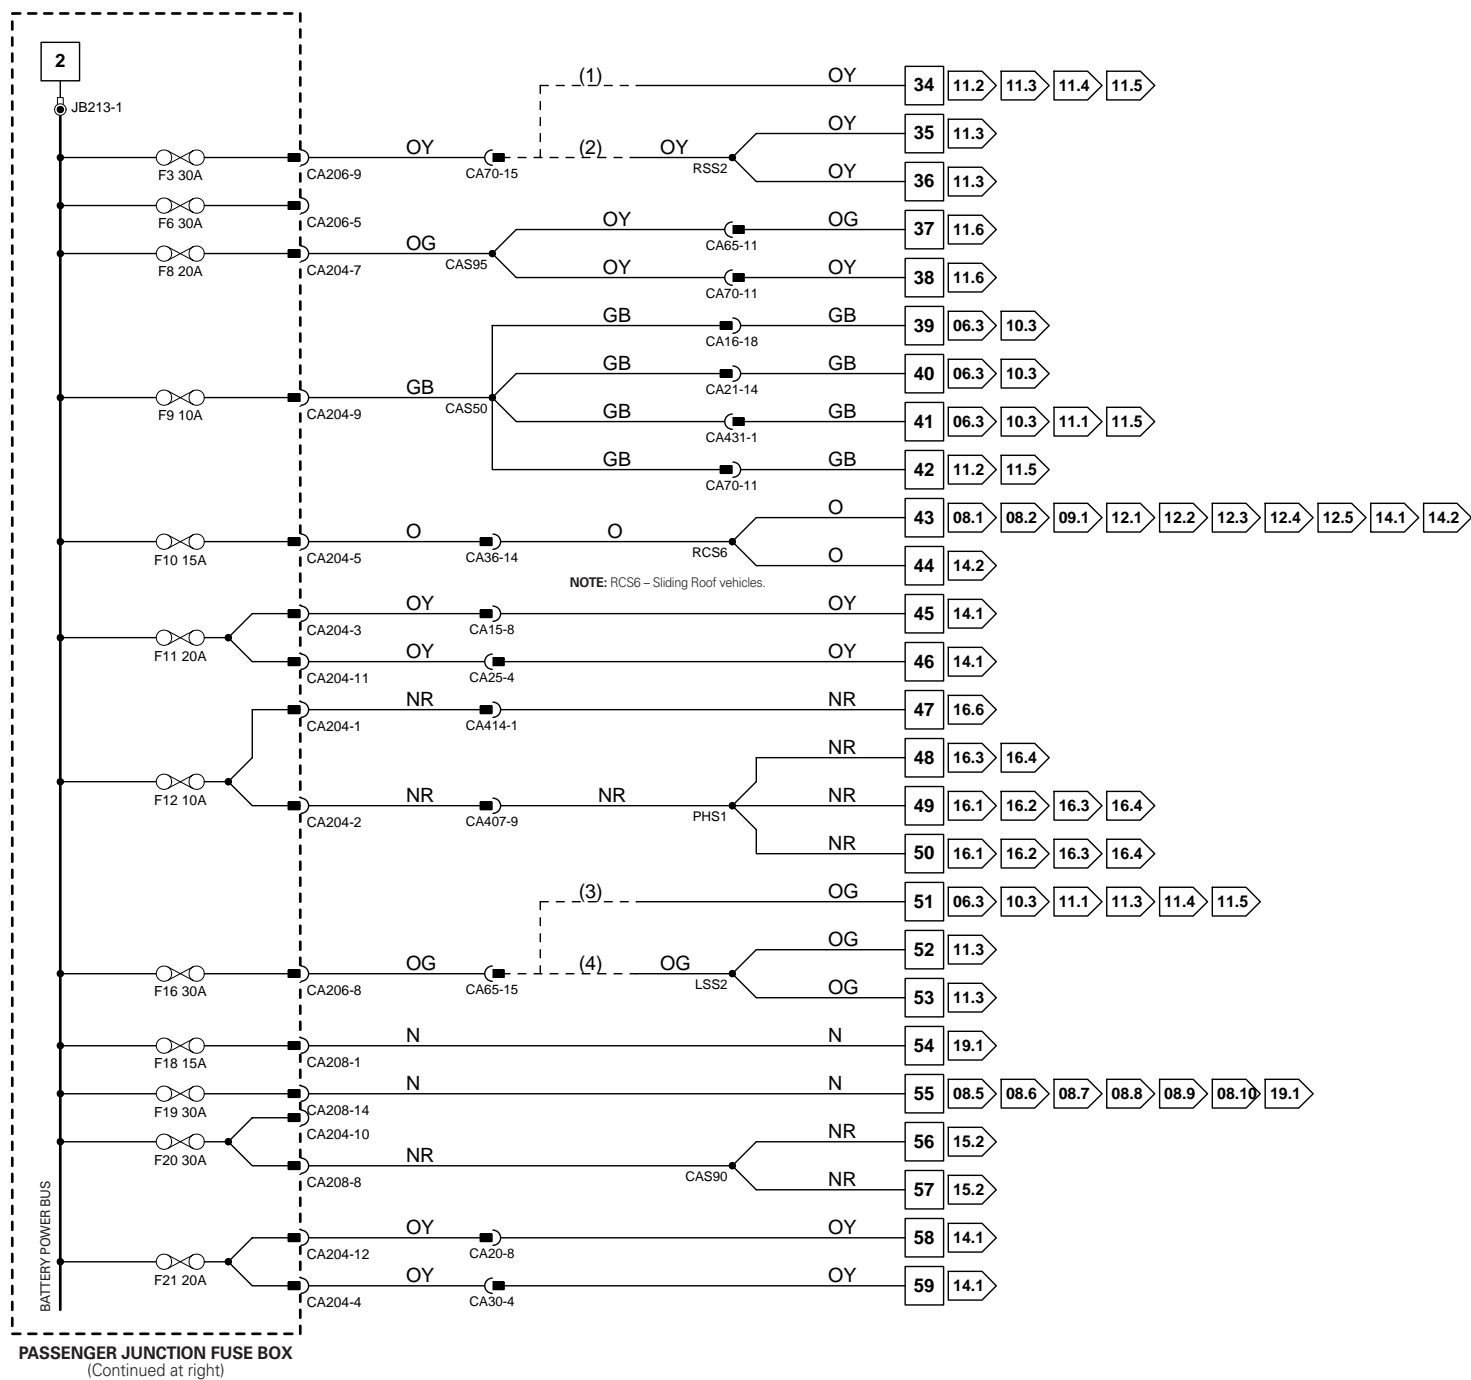 2
JB213-1
(1) OY 34 11.2 11.3 11.4 11.5
OY 35 11.3
F3 30A CA206-9 OY CA70-15 (2) OY RSS2
OY 36 11.3
F6 30A CA206-5
OY CA65-11 OG 37 11.6
F8 20A CA204-7 OG CAS95
OY CA70-11 OY 38 11.6
GB CA16-18 GB 39 06.3 10.3
GB CA21-14 GB 40 06.3 10.3
F9 10A CA204-9 GB CAS50
GB CA431-1 GB 41 06.3 10.3 11.1 11.5
GB CA70-11 GB 42 11.2 11.5
O 43 08.1 08.2 09.1 12.1 12.2 12.3 12.4 12.5 14.1 14.2
F10 15A CA204-5 O CA36-14 O RCS6
O 44 14.2
NOTE: RCS6 – Sliding Roof vehicles.
CA204-3 OY CA15-8 OY 45 14.1
F11 20A
CA204-11 OY CA25-4 OY 46 14.1
CA204-1 NR CA414-1 NR 47 16.6
NR 48 16.3 16.4
F12 10A
CA204-2 NR CA407-9 NR PHS1 NR 49 16.1 16.2 16.3 16.4
NR 50 16.1 16.2 16.3 16.4
(3) OG 51 06.3 10.3 11.1 11.3 11.4 11.5
OG 52 11.3
F16 30A CA206-8 OG CA65-15 (4) OG LSS2
OG 53 11.3
F18 15A CA208-1 N N 54 19.1
F19 30A CA208-14 N N 55 08.5 08.6 08.7 08.8 08.9 08.10 19.1
CA204-10
F20 30A
NR 56 15.2
CA208-8 NR CAS90
NR 57 15.2
CA204-12 OY CA20-8 OY 58 14.1
F21 20A
CA204-4 OY CA30-4 OY 59 14.1
BATTERY POWER BUS
PASSENGER JUNCTION FUSE BOX
(Continued at right)